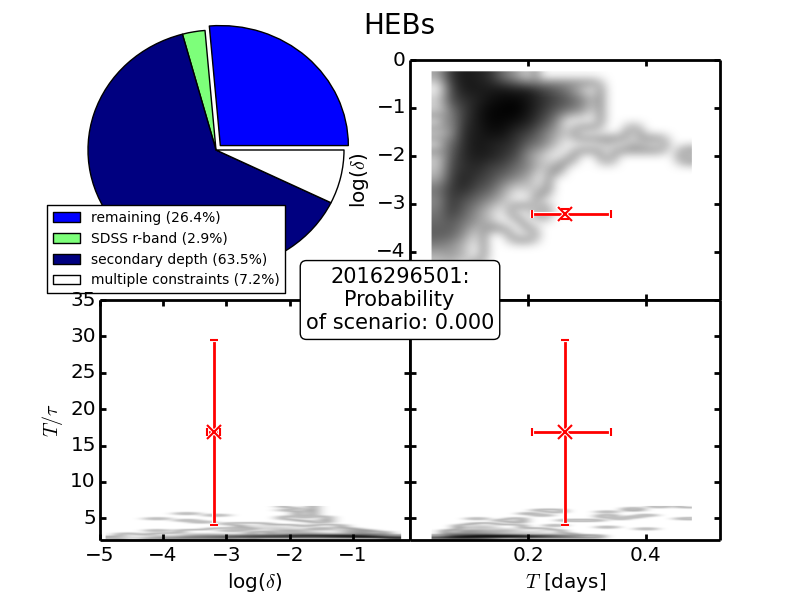 HEBs
0
−1
−2
−3
−4
log(δ)
remaining (26.4%)
SDSS r-band (2.9%)
secondary depth (63.5%)
multiple constraints (7.2%)
2016296501:
Probability
of scenario: 0.000
35
30
25
20
15
10
5
T/τ
−5
−4
−3
−2
−1
log(δ)
0.2
0.4
T [days]